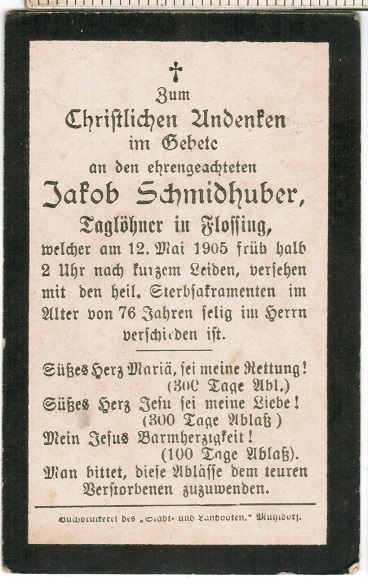 Zum
Christlichen Andenken
im Gebete
an den ehrengeachteten
Jakob Schmidhuber,
Taglöhner in Flossing,
welcher am 12. Mai 1905 früh halb
2 Uhr nach kurzem Leiden, versehen
mit den heil. Sterbsakramenten im
Alter von 76 Jahren selig im Herrn
verschieden ist.
Süßes Herz Mariä, sei meine Rettung!
(300 Tage Abl.)
Süßes Herz Jesu sei meine Liebe!
(300 Tage Ablaß)
Mein Jesus Barmherzigkeit!
(100 Tage Ablaß).
Man bittet, diese Ablässe dem teuren
Verstorbenen zuzuwenden.
Buchdruckerei des „Stadt- und Landboten," Mühldorf.